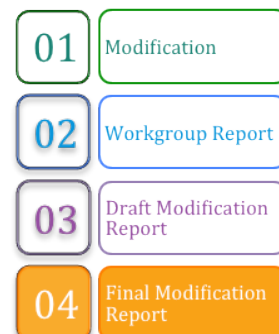 01 Modification
02 Workgroup Report
03 Draft Modification
Report
04 Final Modification
Report